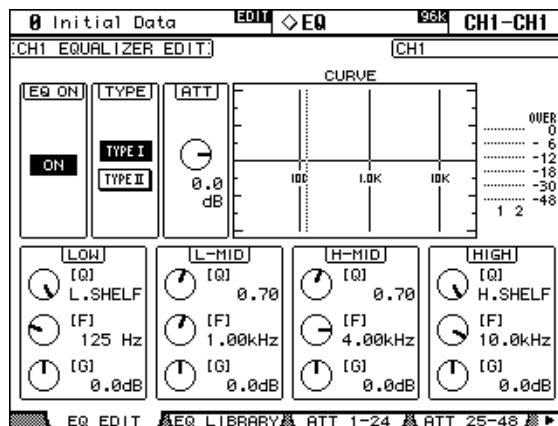 0 Initial Data EDIT ◇EQ 96K CH1-CH1
CH1 EQUALIZER EDIT CH1
CURVE
EQ ON TYPE ATT
ON
TYPE I
TYPE II
0.0
dB
100 1.0K 10K
OVER
0
- 6
-12
-18
-30
-48
1 2
LOW L-MID H-MID HIGH
[Q] [Q] [Q] [Q]
L.SHELF 0.70 0.70 H.SHELF
[F] [F] [F] [F]
125 Hz 1.00kHz 4.00kHz 10.0kHz
[G] [G] [G] [G]
0.0dB 0.0dB 0.0dB 0.0dB
EQ EDIT EQ LIBRARY ATT 1-24 ATT 25-48